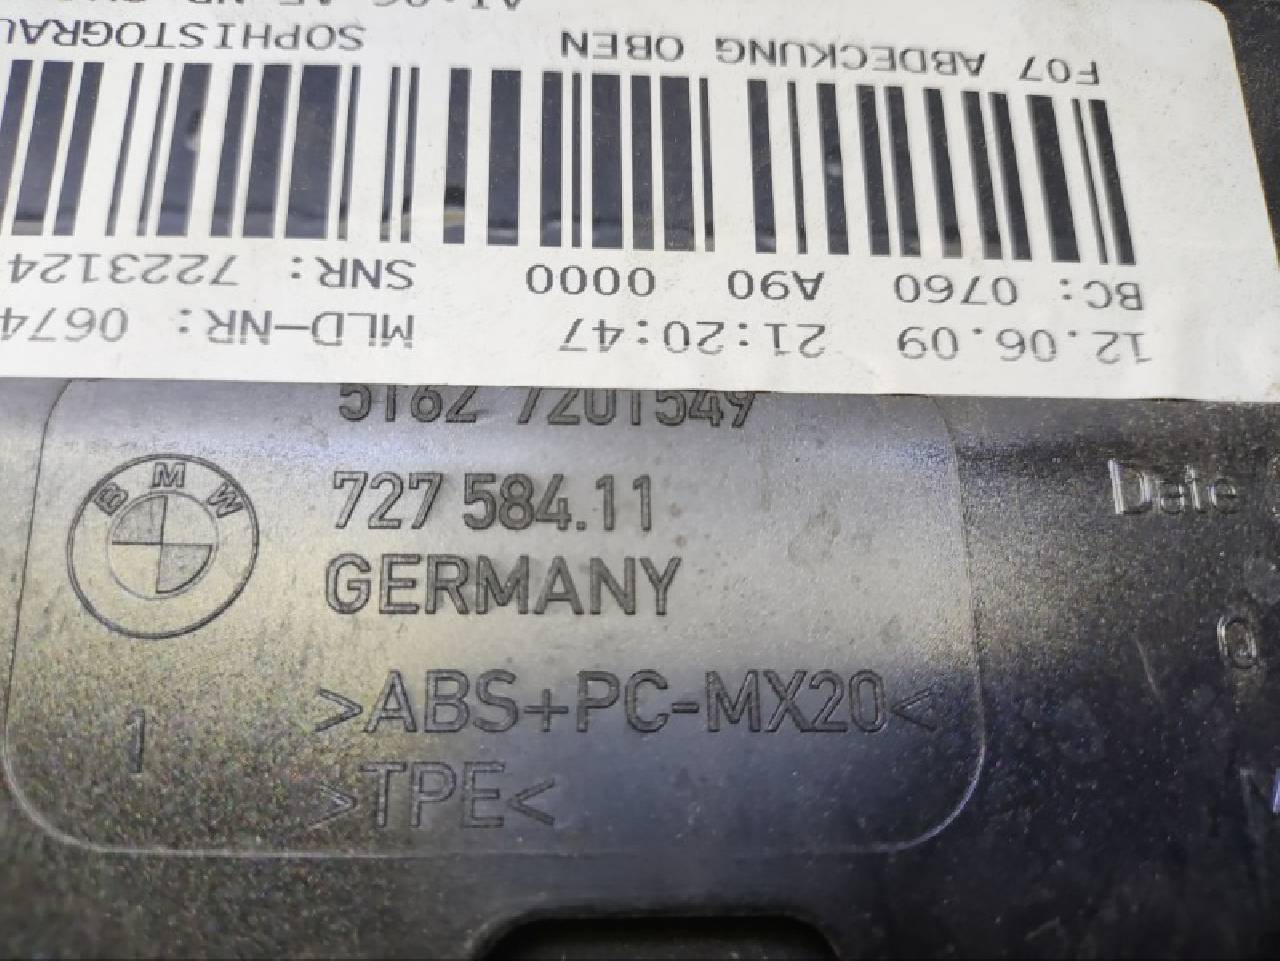 F07 ABDECKUNG OBEN SOPHISTOGRAU
BC: 0760 A90 0000 SNR: 7223124
12.06.09 21:20:47 MLD-NR: 0674
5162 7201549
727 584.11
GERMANY
>ABS+PC-MX20<
>TPE<
1
BMW
Date